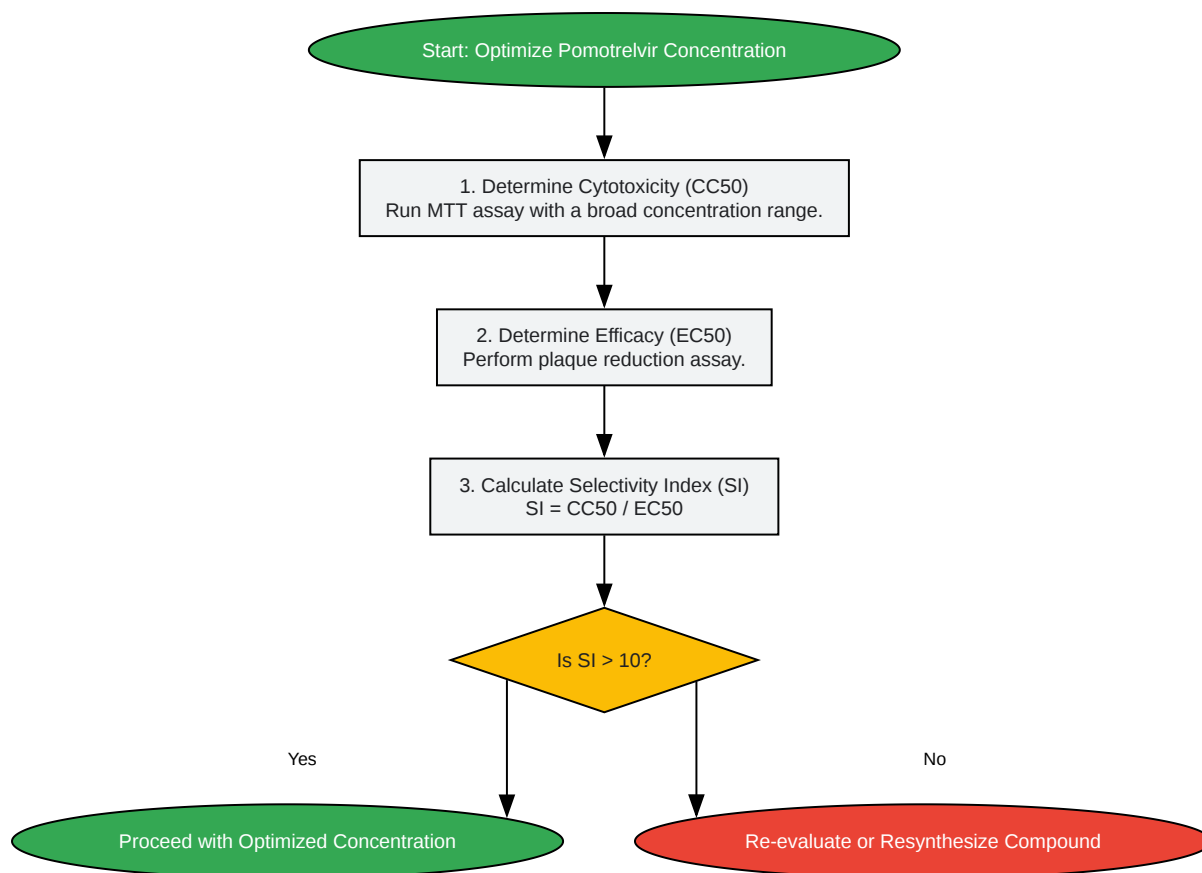 Start: Optimize Pomotrelvir Concentration
1. Determine Cytotoxicity (CC50)
Run MTT assay with a broad concentration range.
2. Determine Efficacy (EC50)
Perform plaque reduction assay.
3. Calculate Selectivity Index (SI)
SI = CC50 / EC50
Is SI > 10?
Yes
No
Proceed with Optimized Concentration
Re-evaluate or Resynthesize Compound